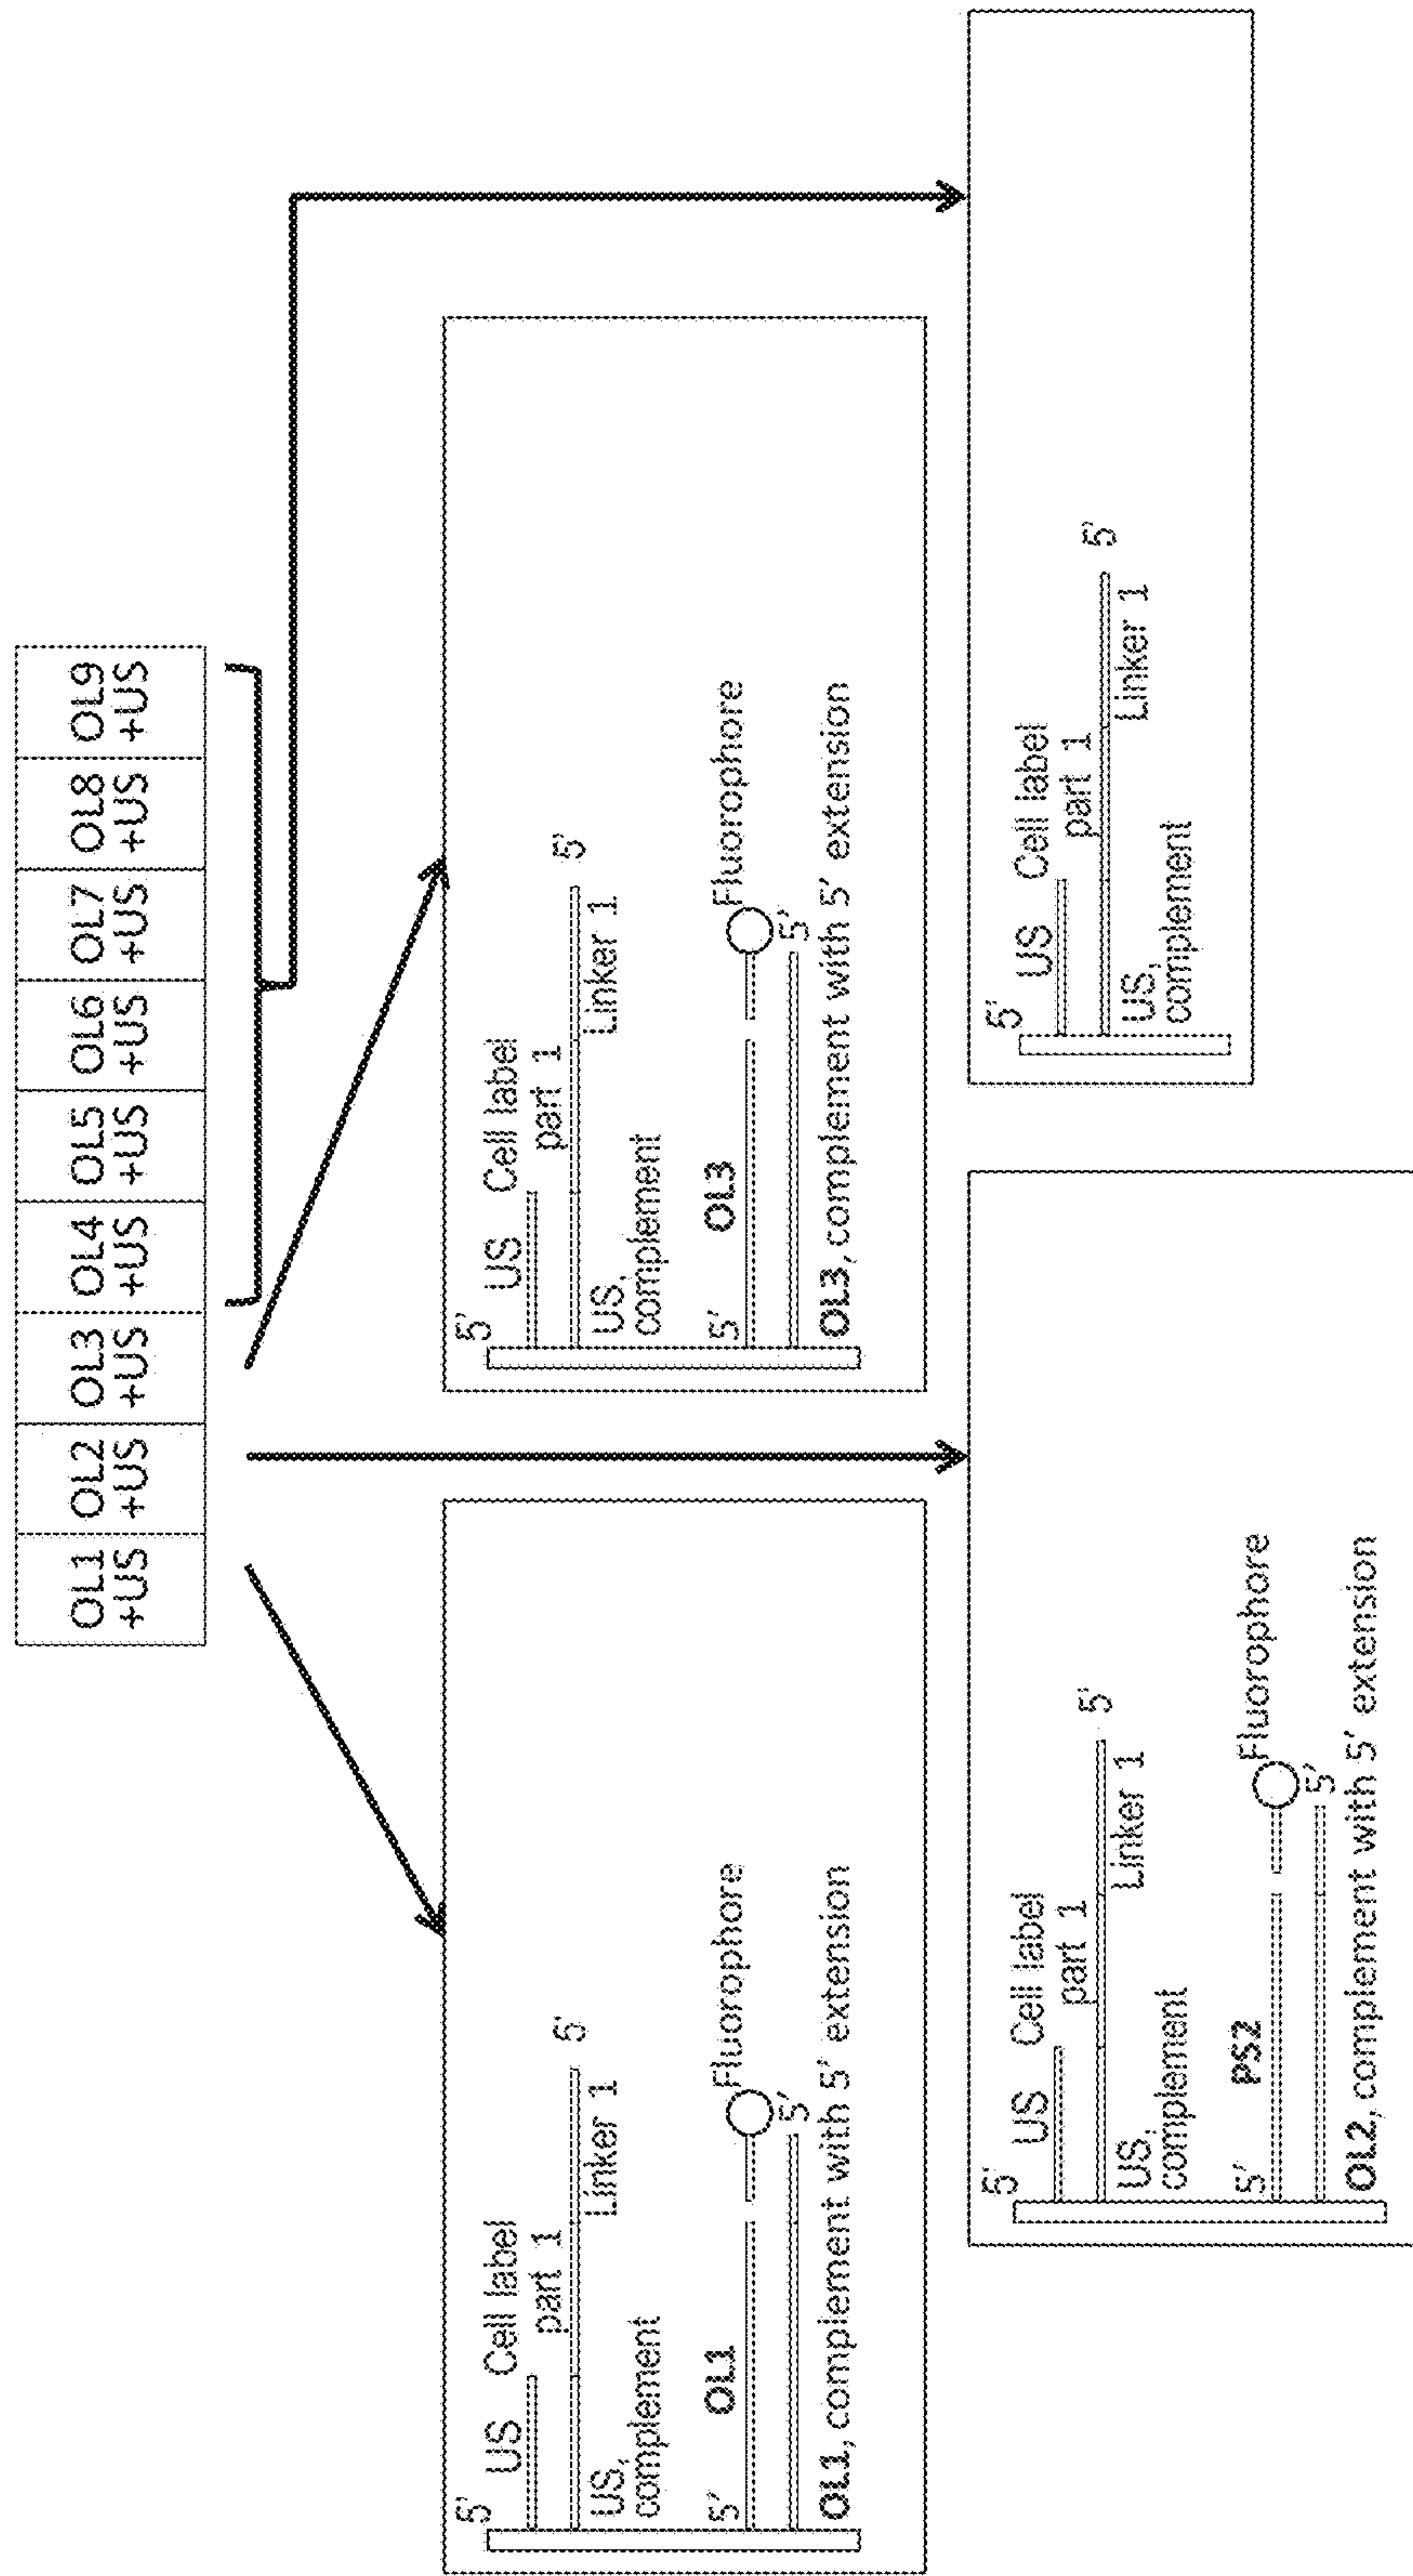 OL1 OL2 OL3 OL4 OL5 OL6 OL7 OL8 OL9
+US +US +US +US +US +US +US +US +US
5'
US Cell label
part 1
5'
US,
complement
Linker 1
OL1
5'
Fluorophore
5'
OL1, complement with 5' extension
5'
US Cell label
part 1
5'
US,
complement
Linker 1
OL3
5'
Fluorophore
5'
OL3, complement with 5' extension
5'
US Cell label
part 1
5'
US,
complement
Linker 1
PS2
5'
Fluorophore
5'
OL2, complement with 5' extension
5'
US Cell label
part 1
5'
US,
complement
Linker 1